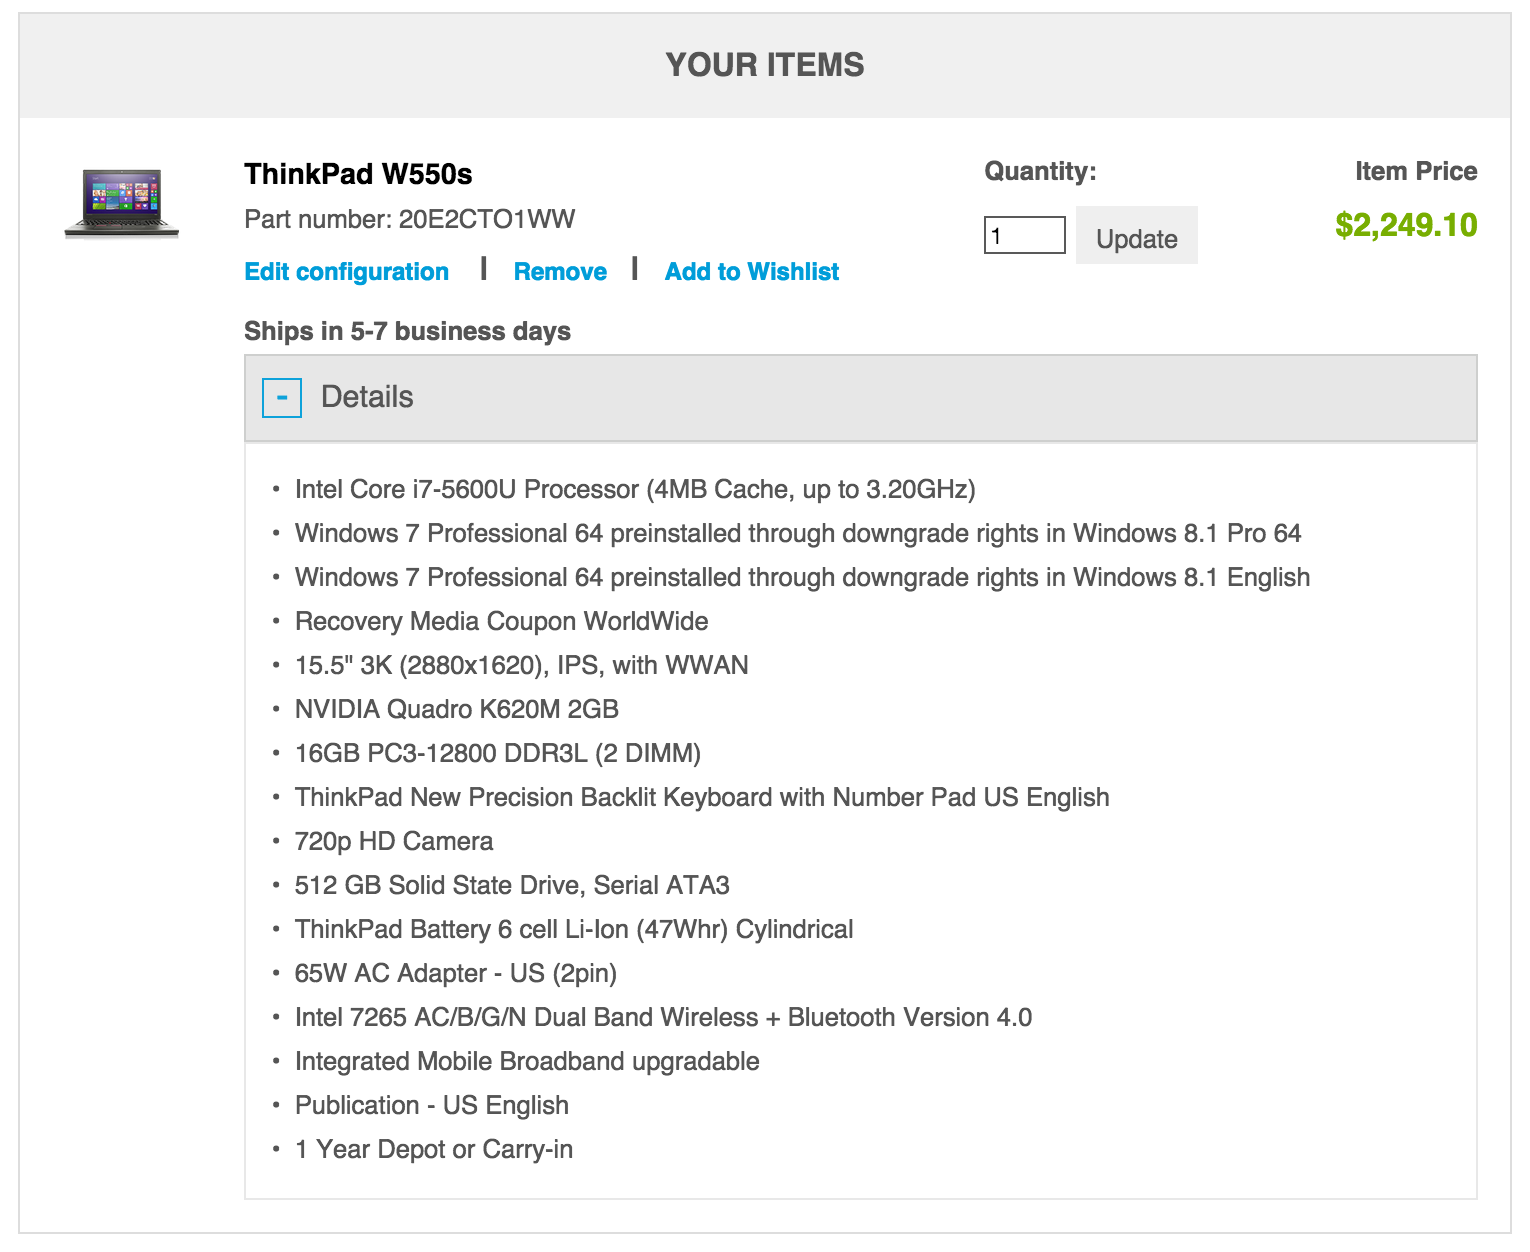 YOUR ITEMS
ThinkPad W550s
Part number: 20E2CTO1WW
Edit configuration | Remove | Add to Wishlist
Quantity:
1
Update
Item Price
$2,249.10
Ships in 5-7 business days
- Details
• Intel Core i7-5600U Processor (4MB Cache, up to 3.20GHz)
• Windows 7 Professional 64 preinstalled through downgrade rights in Windows 8.1 Pro 64
• Windows 7 Professional 64 preinstalled through downgrade rights in Windows 8.1 English
• Recovery Media Coupon WorldWide
• 15.5" 3K (2880x1620), IPS, with WWAN
• NVIDIA Quadro K620M 2GB
• 16GB PC3-12800 DDR3L (2 DIMM)
• ThinkPad New Precision Backlit Keyboard with Number Pad US English
• 720p HD Camera
• 512 GB Solid State Drive, Serial ATA3
• ThinkPad Battery 6 cell Li-Ion (47Whr) Cylindrical
• 65W AC Adapter - US (2pin)
• Intel 7265 AC/B/G/N Dual Band Wireless + Bluetooth Version 4.0
• Integrated Mobile Broadband upgradable
• Publication - US English
• 1 Year Depot or Carry-in